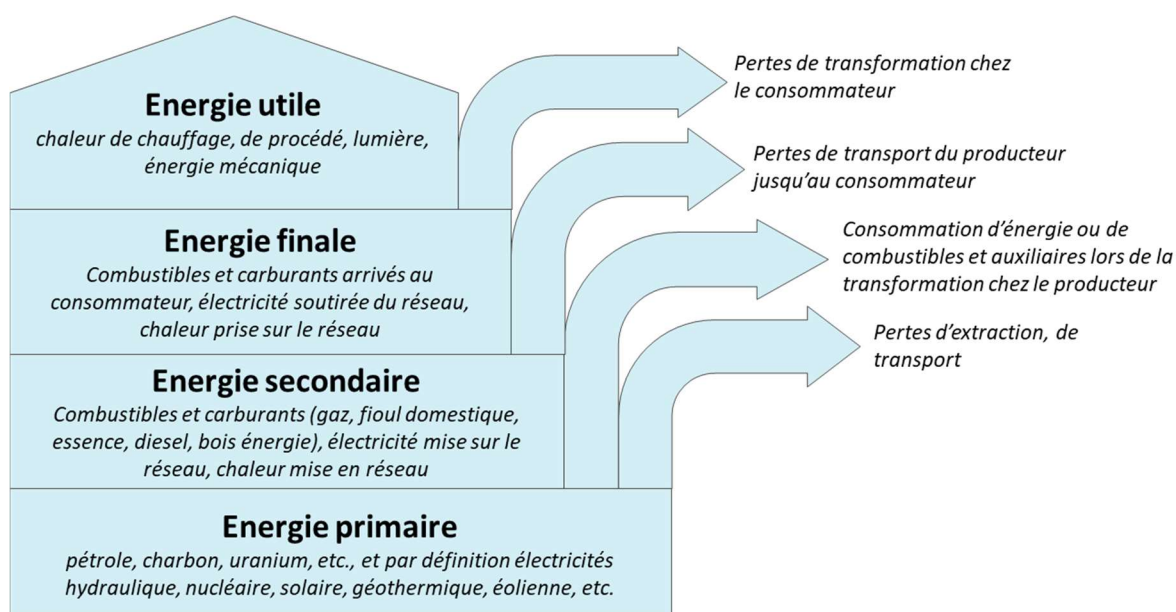 Energie utile
chaleur de chauffage, de procédé, lumière,
énergie mécanique
Pertes de transformation chez
le consommateur
Energie finale
Combustibles et carburants arrivés au
consommateur, électricité soutirée du réseau,
chaleur prise sur le réseau
Pertes de transport du producteur
jusqu'au consommateur
Energie secondaire
Combustibles et carburants (gaz, fioul domestique,
essence, diesel, bois énergie), électricité mise sur le
réseau, chaleur mise en réseau
Consommation d'énergie ou de
combustibles et auxiliaires lors de la
transformation chez le producteur
Energie primaire
pétrole, charbon, uranium, etc., et par définition électricités
hydraulique, nucléaire, solaire, géothermique, éolienne, etc.
Pertes d'extraction, de
transport